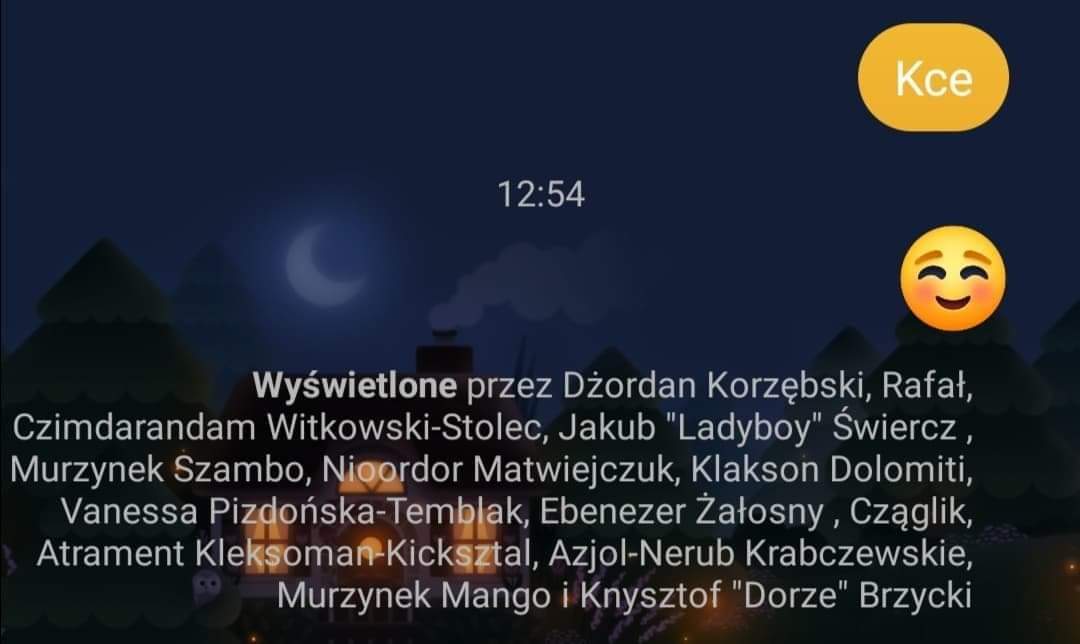 Kce
12:54
Wyświetlone przez Dżordan Korzębski, Rafał,
Czimdarandam Witkowski-Stolec, Jakub "Ladyboy" Świercz ,
Murzynek Szambo, Nioordor Matwiejczuk, Klakson Dolomiti,
Vanessa Pizdońska-Temblak, Ebenezer Żałosny , Cząglik,
Atrament Kleksoman-Kicksztal, Azjol-Nerub Krabczewskie,
Murzynek Mango i Knysztof "Dorze" Brzycki